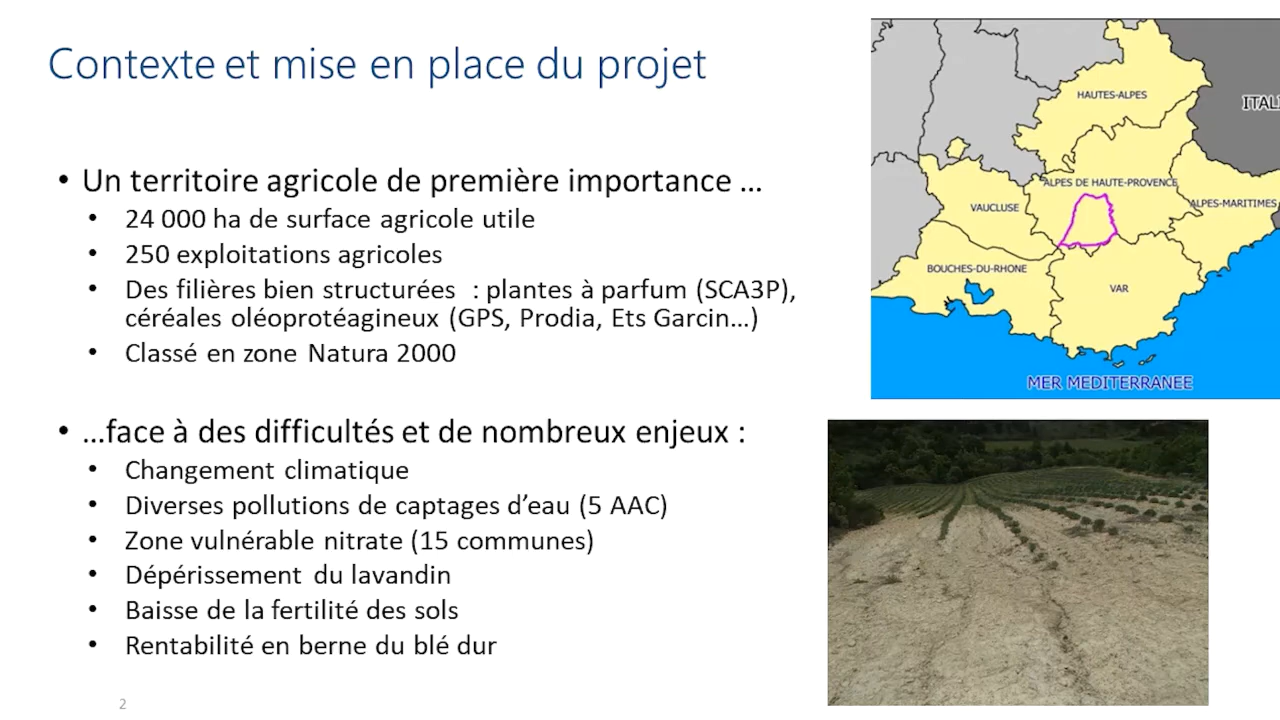 Contexte et mise en place du projet
• Un territoire agricole de première importance ...
• 24 000 ha de surface agricole utile
• 250 exploitations agricoles
• Des filières bien structurées : plantes à parfum (SCA3P),
céréales oléoprotéagineux (GPS, Prodia, Ets Garcin...)
• Classé en zone Natura 2000
• ...face à des difficultés et de nombreux enjeux :
• Changement climatique
• Diverses pollutions de captages d’eau (5 AAC)
• Zone vulnérable nitrate (15 communes)
• Dépérissement du lavandin
• Baisse de la fertilité des sols
• Rentabilité en berne du blé dur
2
HAUTES-ALPES
ITALI
ALPES DE HAUTE-PROVENCE
VAUCLUSE
ALPES-MARITIMES
BOUCHES-DU-RHONE
VAR
MER MEDITERRANEE